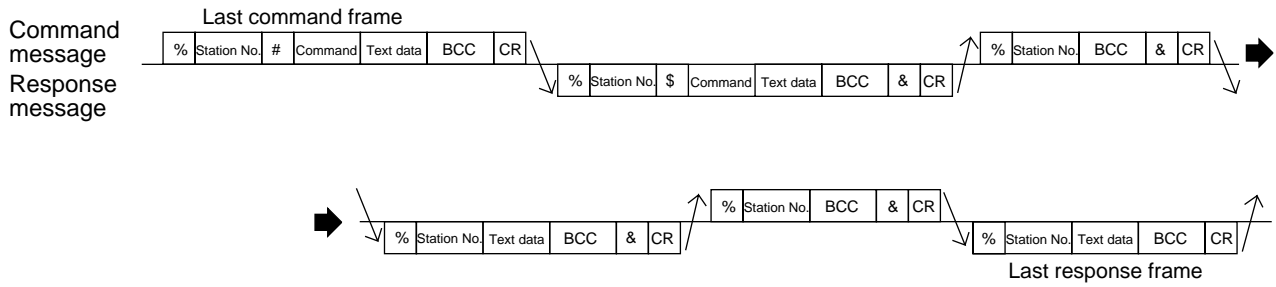 Last command frame
Command message
% Station No. # Command Text data BCC CR
% Station No. BCC & CR
Response message
% Station No. $ Command Text data BCC & CR
% Station No. BCC & CR
% Station No. Text data BCC & CR
% Station No. Text data BCC CR
Last response frame